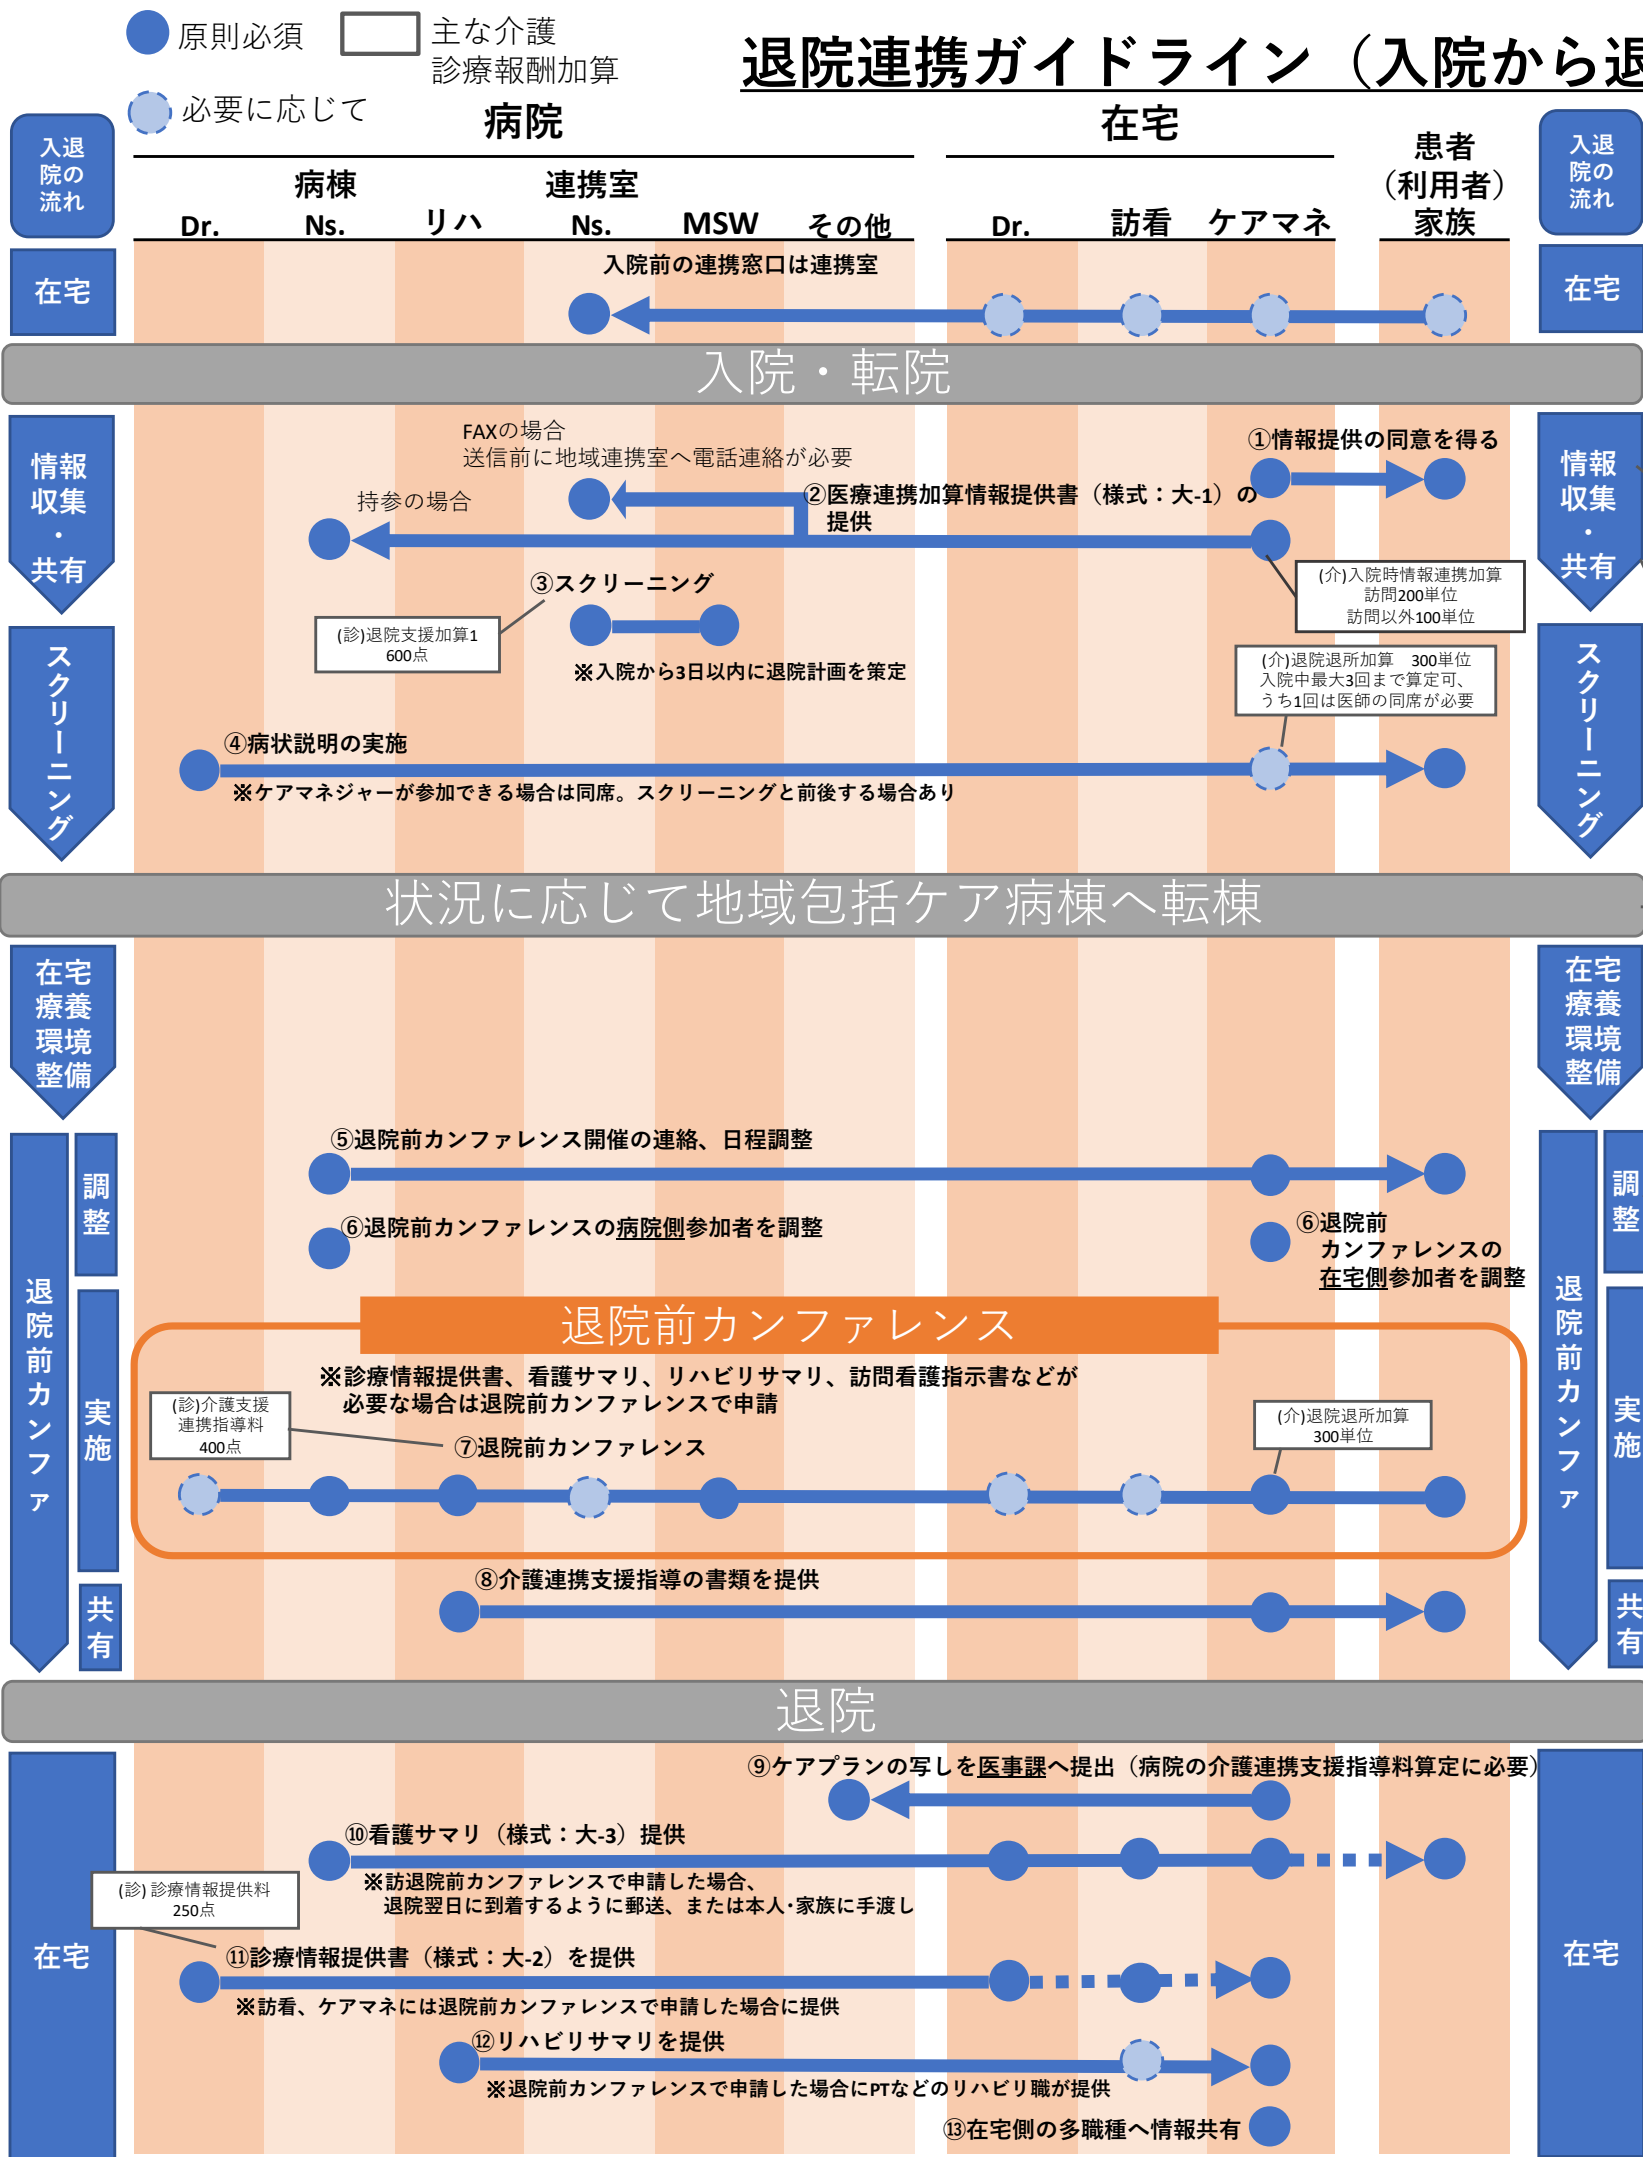 原則必須
主な介護
診療報酬加算
必要に応じて
退院連携ガイドライン（入院から退
病院
在宅
患者
（利用者）
家族
入退
院の
流れ
病棟
Ns.
連携室
Ns.
Dr.
リハ
MSW
その他
Dr.
訪看
ケアマネ
入退
院の
流れ
在宅
入院前の連携窓口は連携室
在宅
入院・転院
情報
収集
・
共有
FAXの場合
送信前に地域連携室へ電話連絡が必要
持参の場合
①情報提供の同意を得る
②医療連携加算情報提供書（様式：大-1）の
提供
(介)入院時情報連携加算
訪問200単位
訪問以外100単位
情報
収集
・
共有
スクリーニング
③スクリーニング
(診)退院支援加算1
600点
※入院から3日以内に退院計画を策定
(介)退院退所加算　300単位
入院中最大3回まで算定可、
うち1回は医師の同席が必要
④病状説明の実施
※ケアマネジャーが参加できる場合は同席。スクリーニングと前後する場合あり
スクリーニング
状況に応じて地域包括ケア病棟へ転棟
在宅
療養
環境
整備
在宅
療養
環境
整備
退院前カンファ
調整
⑤退院前カンファレンス開催の連絡、日程調整
⑥退院前カンファレンスの病院側参加者を調整
⑥退院前
カンファレンスの
在宅側参加者を調整
退院前カンファ
調整
実施
退院前カンファレンス
※診療情報提供書、看護サマリ、リハビリサマリ、訪問看護指示書などが
必要な場合は退院前カンファレンスで申請
(診)介護支援
連携指導料
400点
⑦退院前カンファレンス
(介)退院退所加算
300単位
実施
共有
⑧介護連携支援指導の書類を提供
共有
退院
在宅
⑨ケアプランの写しを医事課へ提出（病院の介護連携支援指導料算定に必要）
⑩看護サマリ（様式：大-3）提供
※訪退院前カンファレンスで申請した場合、
退院翌日に到着するように郵送、または本人･家族に手渡し
(診) 診療情報提供料
250点
⑪診療情報提供書（様式：大-2）を提供
※訪看、ケアマネには退院前カンファレンスで申請した場合に提供
⑫リハビリサマリを提供
※退院前カンファレンスで申請した場合にPTなどのリハビリ職が提供
⑬在宅側の多職種へ情報共有
在宅